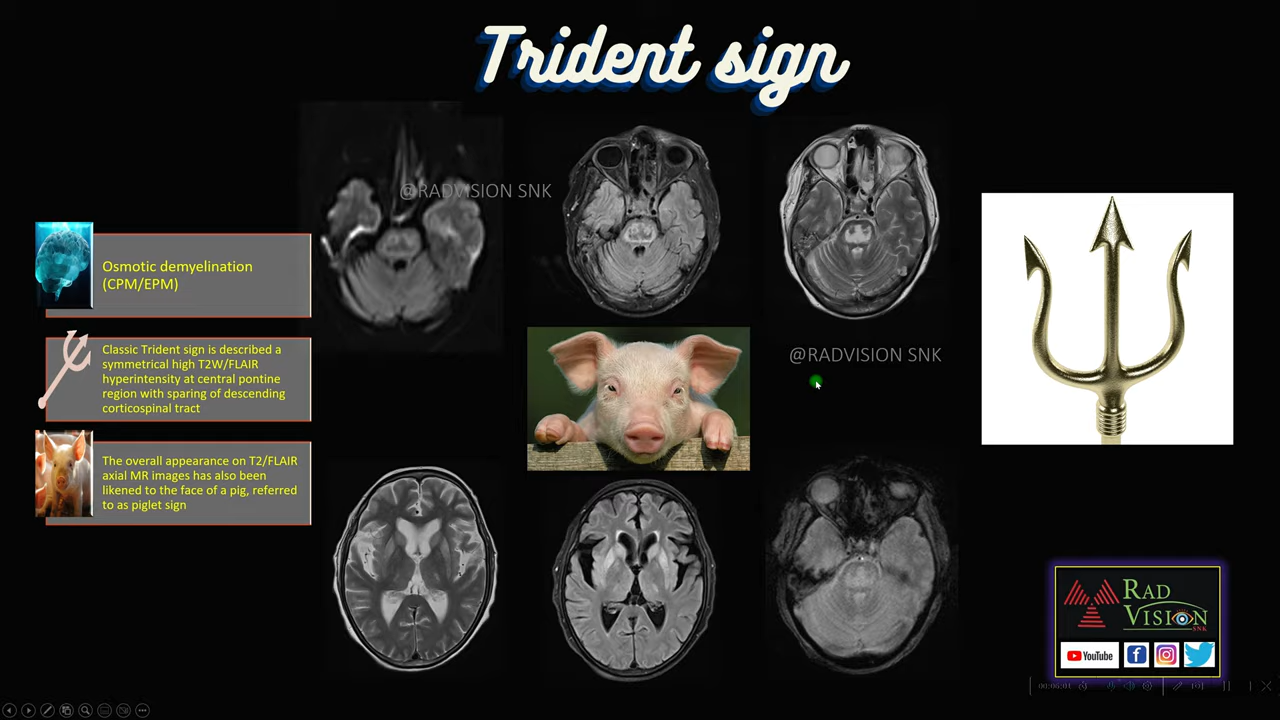 Trident sign
@RADVISION SNK
Osmotic demyelination
(CPM/EPM)
Classic Trident sign is described a
symmetrical high T2W/FLAIR
hyperintensity at central pontine
region with sparing of descending
corticospinal tract
@RADVISION SNK
The overall appearance on T2/FLAIR
axial MR images has also been
likened to the face of a pig, referred
to as piglet sign
RAD
VISION
SNK
YouTube